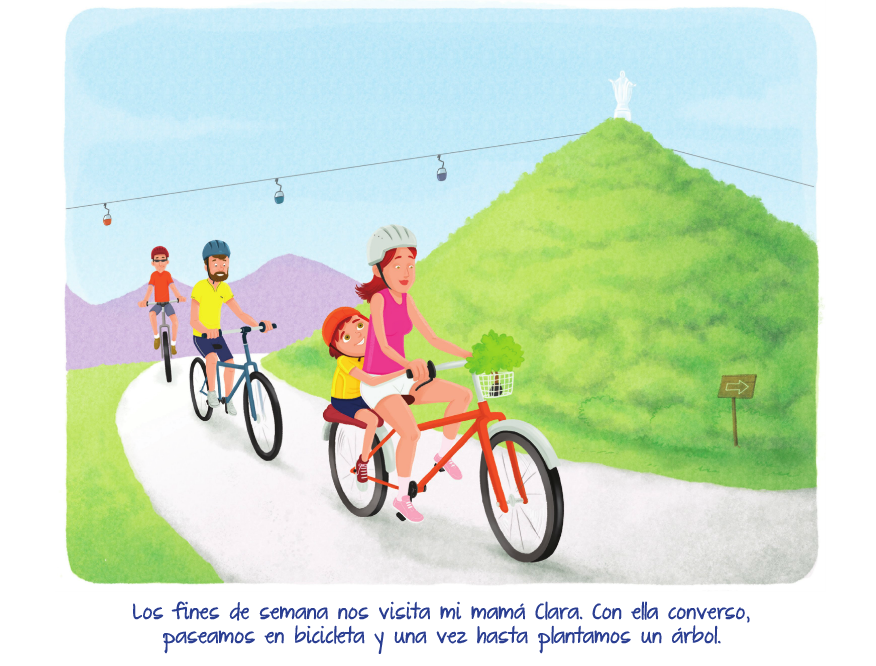 Los fines de semana nos visita mi mamá Clara. Con ella converso,
paseamos en bicicleta y una vez hasta plantamos un árbol.